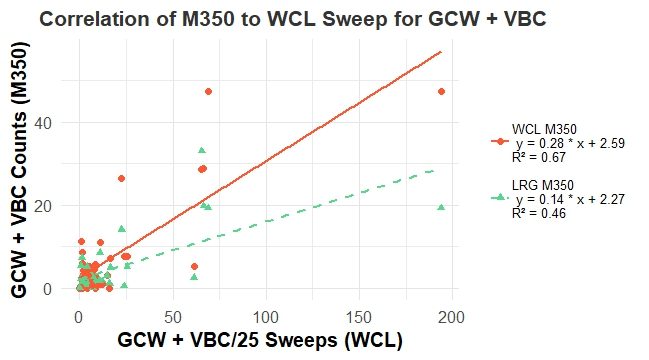 Correlation of M350 to WCL Sweep for GCW + VBC
GCW + VBC Counts (M350)
40
20
0
0 50 100 150 200
GCW + VBC/25 Sweeps (WCL)
WCL M350
y = 0.28 * x + 2.59
R² = 0.67
LRG M350
y = 0.14 * x + 2.27
R² = 0.46